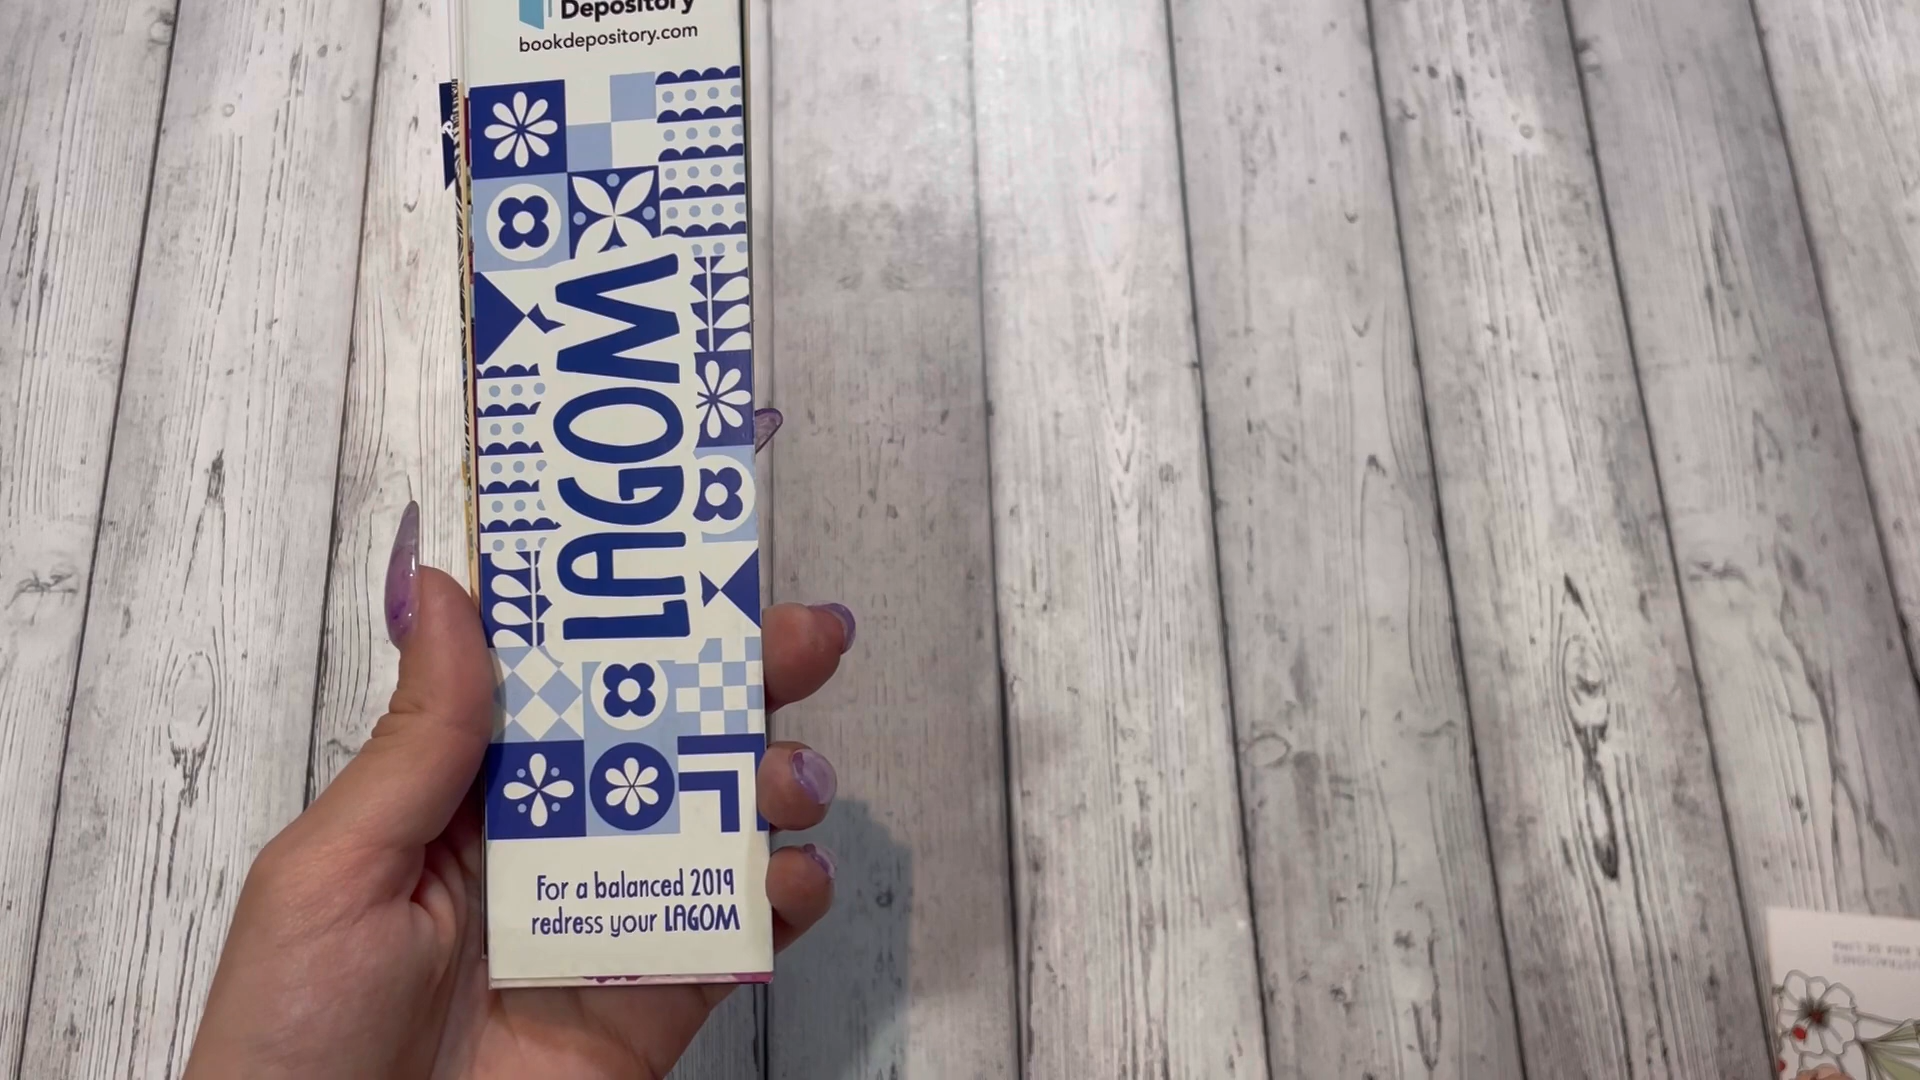 Depository
bookdepository.com
LAGOM
For a balanced 2019
redress your LAGOM